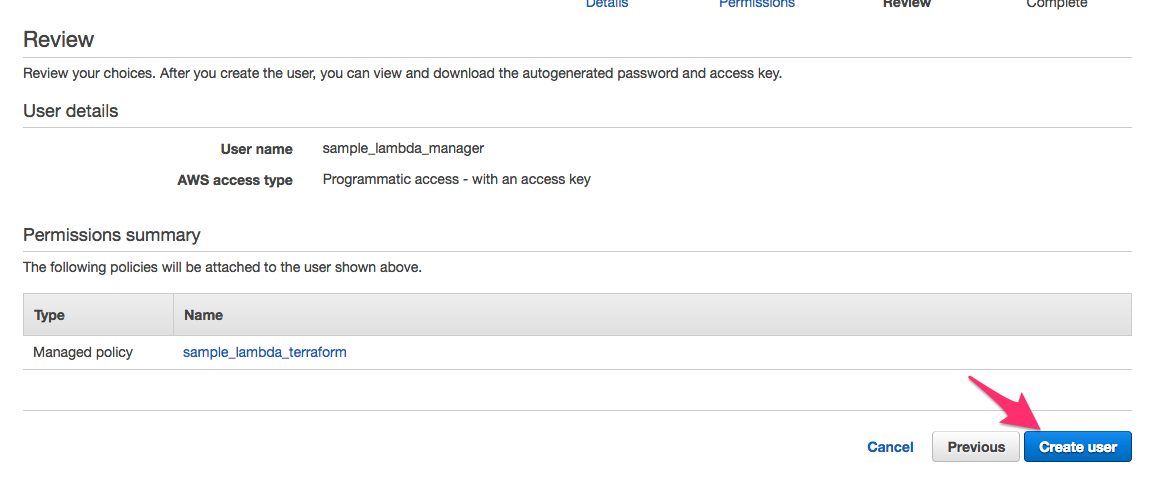 Details Permissions Review Complete
Review
Review your choices. After you create the user, you can view and download the autogenerated password and access key.
User details
User name sample_lambda_manager
AWS access type Programmatic access - with an access key
Permissions summary
The following policies will be attached to the user shown above.
Type Name
Managed policy sample_lambda_terraform
Cancel Previous Create user